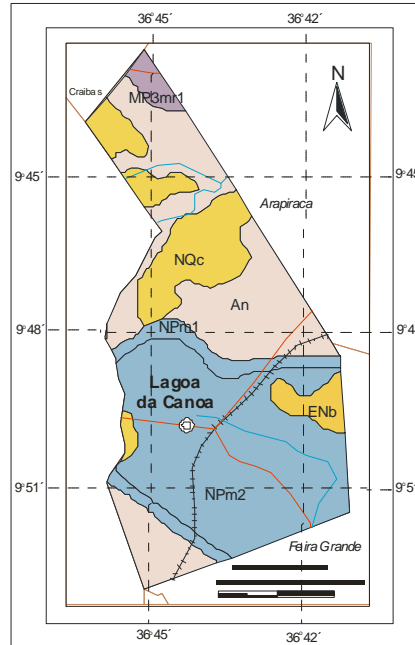 36°45' 36°42'
N
MP3mr1
Craibas
9°45' 9°45
Arapiraca
NQc
An
NPm1
9°48' 9°4
Lagoa
da Canoa
ENb
9°51' 9°51
NPm2
Feira Grande
36°45' 36°42'